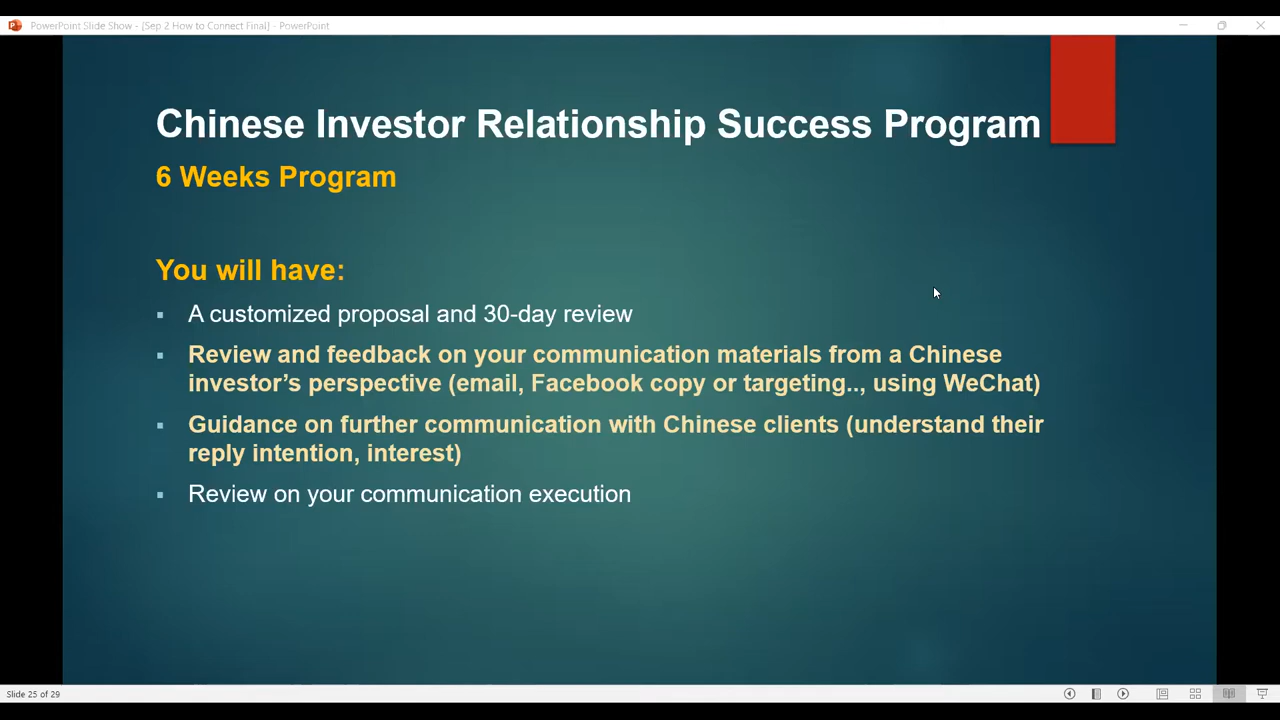 PowerPoint Slide Show - [Sep 2 How to Connect Final] - PowerPoint
Chinese Investor Relationship Success Program
6 Weeks Program
You will have:
A customized proposal and 30-day review
Review and feedback on your communication materials from a Chinese
investor’s perspective (email, Facebook copy or targeting.., using WeChat)
Guidance on further communication with Chinese clients (understand their
reply intention, interest)
Review on your communication execution
Slide 25 of 29